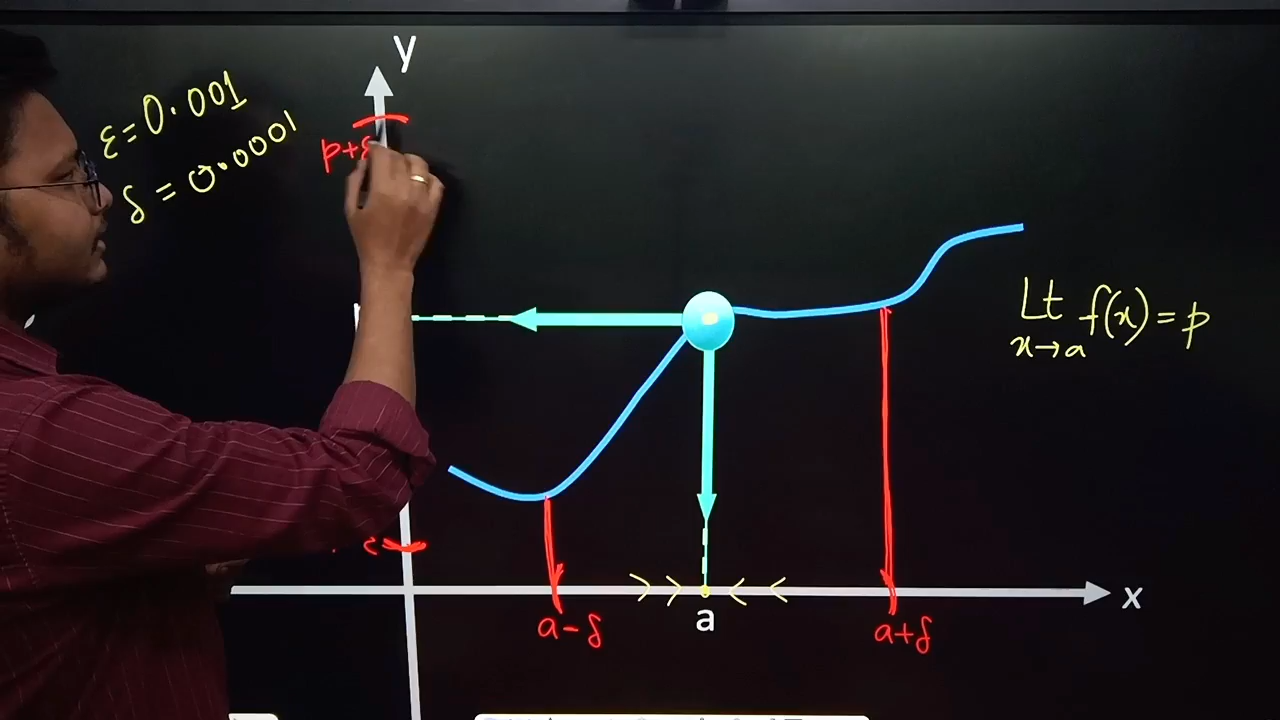 y
ε = 0.001
δ = 0.0001
p+ε
Lt f(x) = p
x→a
x
a-δ
a
a+δ